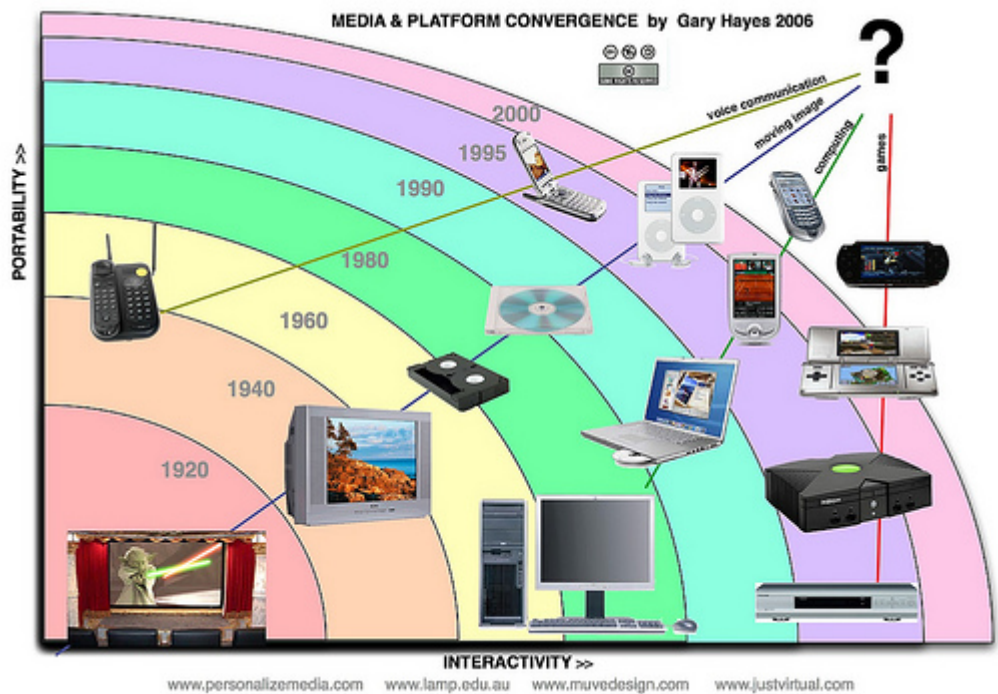 MEDIA & PLATFORM CONVERGENCE by Gary Hayes 2006
?
voice communication
moving image
computing
games
2000
1995
1990
1980
1960
1940
1920
PORTABILITY >>
INTERACTIVITY >>
www.personalizemedia.com www.lamp.edu.au www.muvedesign.com www.justvirtual.com